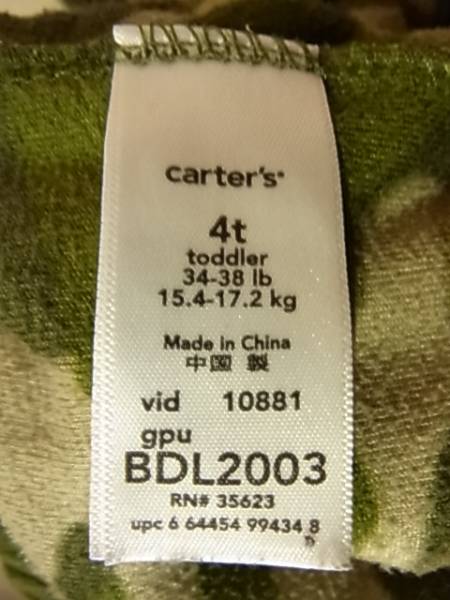 carter's
4t
toddler
34-38 lb
15.4-17.2 kg
Made in China
中國 製
vid 10881
gpu
BDL2003
RN# 35623
upc 6 64454 99434 8